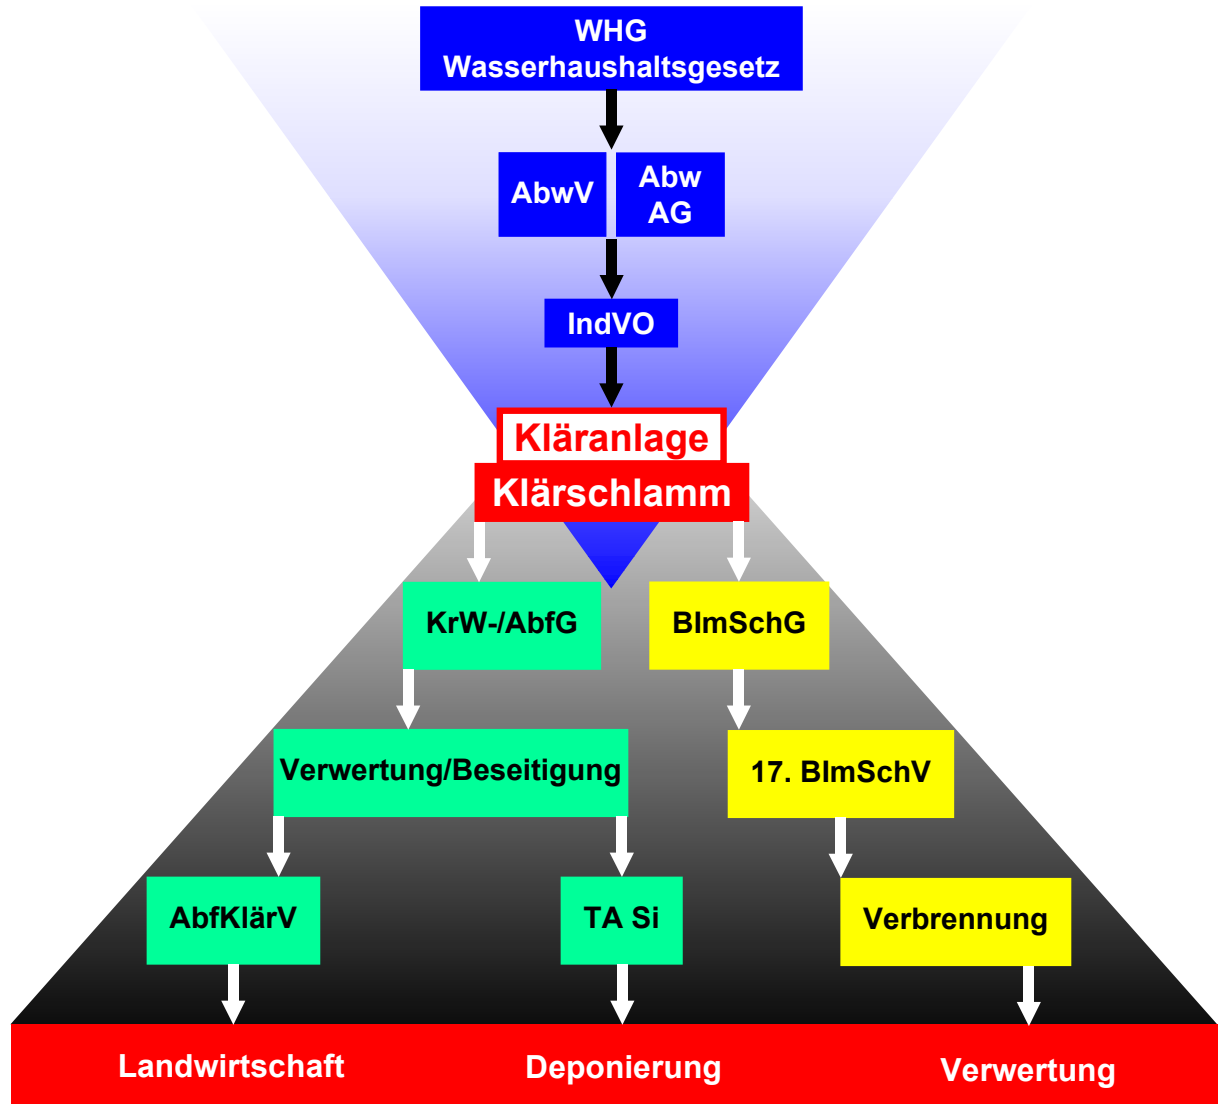 WHG
Wasserhaushaltsgesetz
AbwV
Abw
AG
IndVO
Kläranlage
Klärschlamm
KrW-/AbfG
BImSchG
Verwertung/Beseitigung
17. BImSchV
AbfKlärV
TA Si
Verbrennung
Landwirtschaft
Deponierung
Verwertung